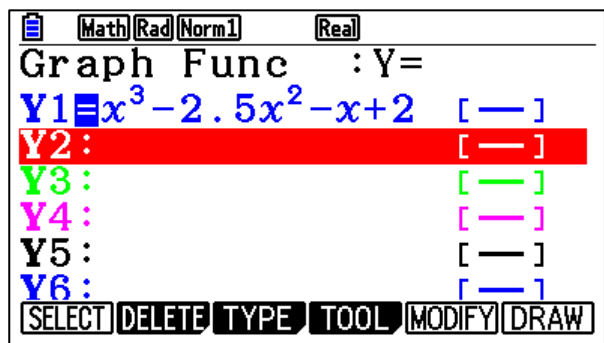 Math Rad Norm1 Real
Graph Func :Y=
Y1=x³-2.5x²-x+2 [—]
Y2: [—]
Y3: [—]
Y4: [—]
Y5: [—]
Y6: [—]
SELECT DELETE TYPE TOOL MODIFY DRAW